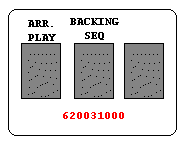 ARR. BACKING
PLAY SEQ
620031000